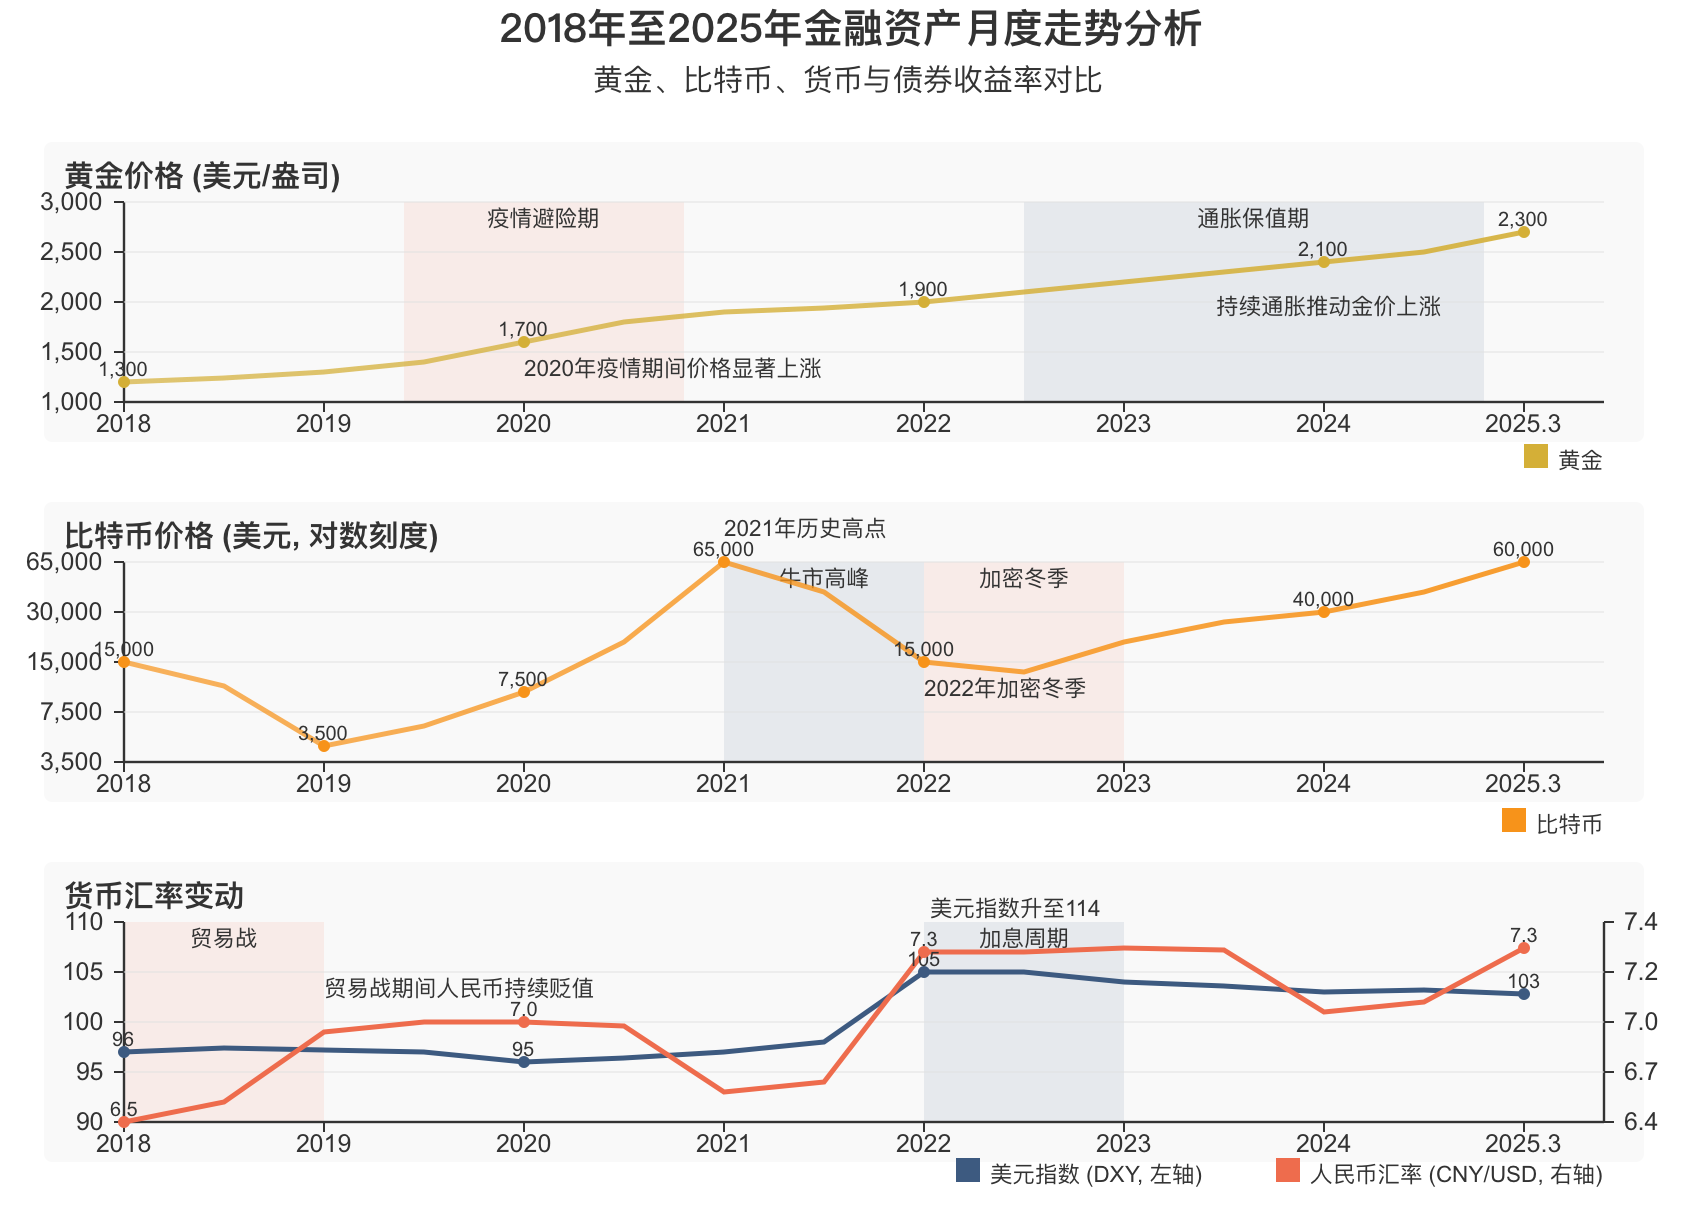 2018年至2025年金融资产月度走势分析
黄金、比特币、货币与债券收益率对比
黄金价格 (美元/盎司)
3,000
2,500
2,000
1,500
1,000
疫情避险期
通胀保值期
1,300
1,700
1,900
2,100
2,300
2020年疫情期间价格显著上涨
持续通胀推动金价上涨
2018 2019 2020 2021 2022 2023 2024 2025.3
黄金
比特币价格 (美元, 对数刻度)
65,000
30,000
15,000
7,500
3,500
2021年历史高点
牛市高峰
加密冬季
15,000
3,500
7,500
65,000
15,000
40,000
60,000
2022年加密冬季
2018 2019 2020 2021 2022 2023 2024 2025.3
比特币
货币汇率变动
110
105
100
95
90
美元指数升至114
贸易战
加息周期
贸易战期间人民币持续贬值
96
95
105
103
6.5
7.0
7.3
7.3
7.4
7.2
7.0
6.7
6.4
2018 2019 2020 2021 2022 2023 2024 2025.3
美元指数 (DXY, 左轴)
人民币汇率 (CNY/USD, 右轴)